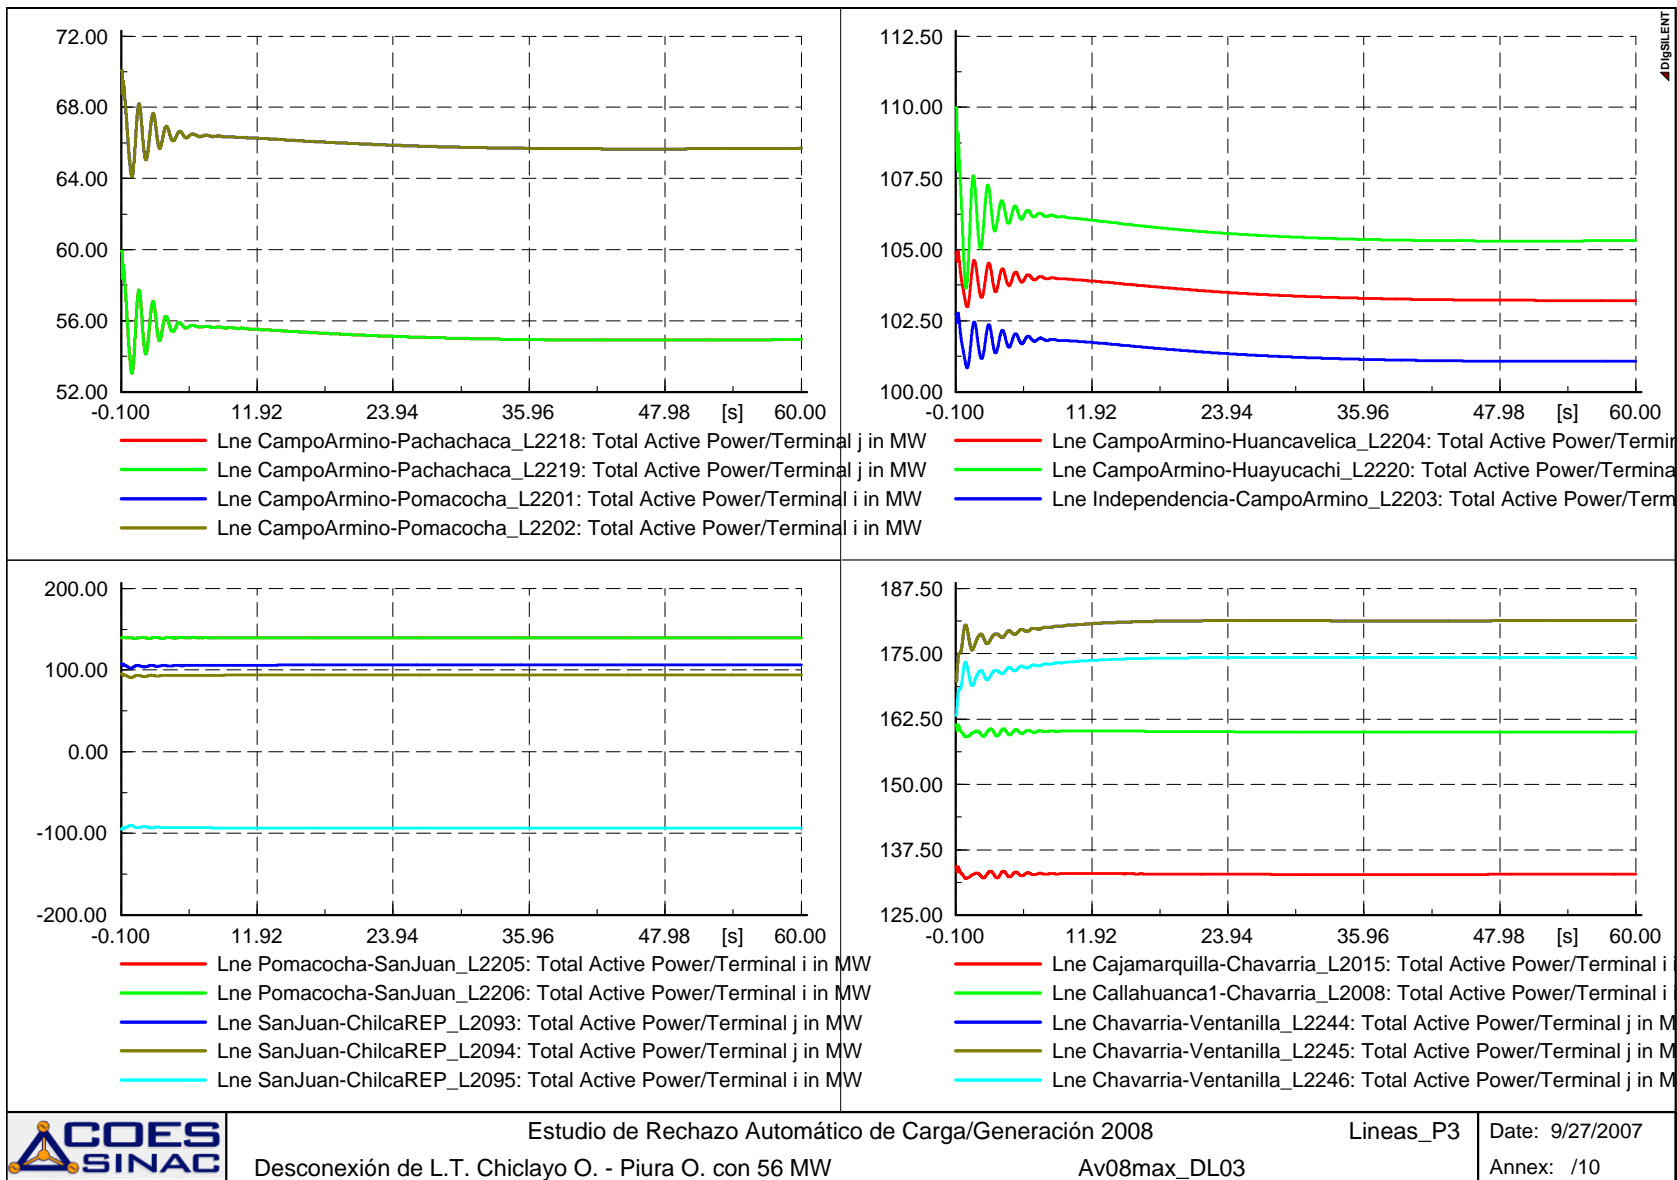 72.00
68.00
64.00
60.00
56.00
52.00
-0.100 11.92 23.94 35.96 47.98 [s] 60.00
Lne CampoArmino-Pachachaca_L2218: Total Active Power/Terminal j in MW
Lne CampoArmino-Pachachaca_L2219: Total Active Power/Terminal j in MW
Lne CampoArmino-Pomacocha_L2201: Total Active Power/Terminal i in MW
Lne CampoArmino-Pomacocha_L2202: Total Active Power/Terminal i in MW
DIgSILENT
112.50
110.00
107.50
105.00
102.50
100.00
-0.100 11.92 23.94 35.96 47.98 [s] 60.00
Lne CampoArmino-Huancavelica_L2204: Total Active Power/Termin
Lne CampoArmino-Huayucachi_L2220: Total Active Power/Termina
Lne Independencia-CampoArmino_L2203: Total Active Power/Term
200.00
100.00
0.00
-100.00
-200.00
-0.100 11.92 23.94 35.96 47.98 [s] 60.00
Lne Pomacocha-SanJuan_L2205: Total Active Power/Terminal i in MW
Lne Pomacocha-SanJuan_L2206: Total Active Power/Terminal i in MW
Lne SanJuan-ChilcaREP_L2093: Total Active Power/Terminal j in MW
Lne SanJuan-ChilcaREP_L2094: Total Active Power/Terminal j in MW
Lne SanJuan-ChilcaREP_L2095: Total Active Power/Terminal i in MW
187.50
175.00
162.50
150.00
137.50
125.00
-0.100 11.92 23.94 35.96 47.98 [s] 60.00
Lne Cajamarquilla-Chavarria_L2015: Total Active Power/Terminal i i
Lne Callahuanca1-Chavarria_L2008: Total Active Power/Terminal i i
Lne Chavarria-Ventanilla_L2244: Total Active Power/Terminal j in M
Lne Chavarria-Ventanilla_L2245: Total Active Power/Terminal j in M
Lne Chavarria-Ventanilla_L2246: Total Active Power/Terminal j in M
COES
SINAC
Estudio de Rechazo Automático de Carga/Generación 2008 Lineas_P3
Desconexión de L.T. Chiclayo O. - Piura O. con 56 MW Av08max_DL03
Date: 9/27/2007
Annex: /10